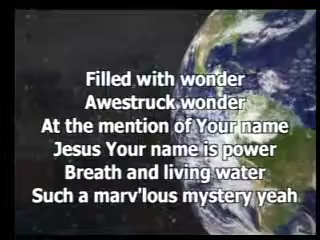 Filled with wonder
Awestruck wonder
At the mention of Your name
Jesus Your name is power
Breath and living water
Such a marv'lous mystery yeah